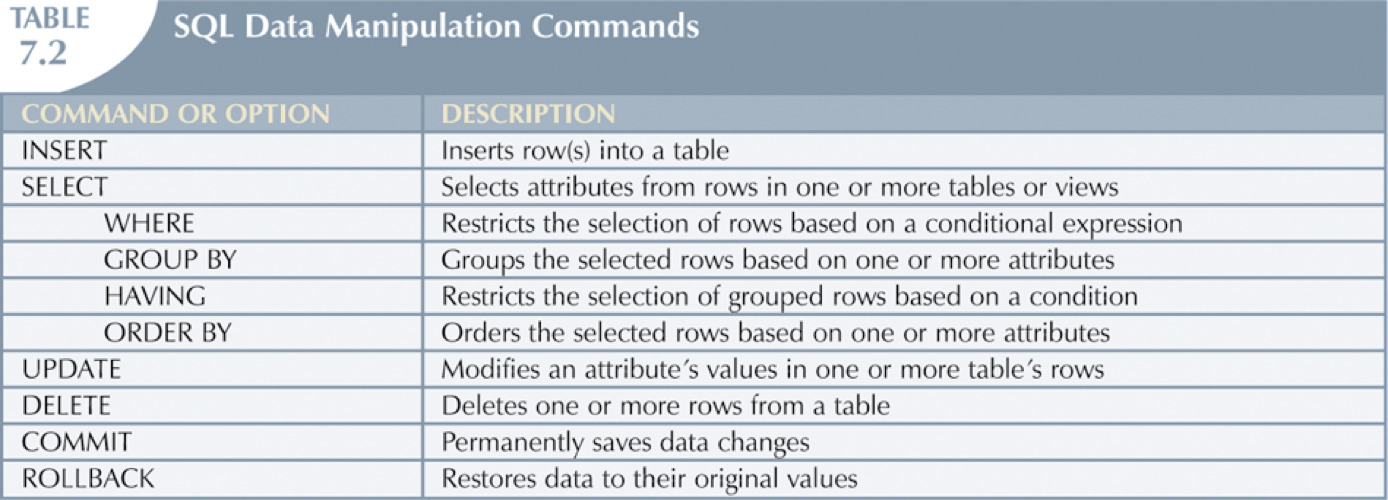 TABLE
7.2
SQL Data Manipulation Commands
COMMAND OR OPTION DESCRIPTION
INSERT Inserts row(s) into a table
SELECT Selects attributes from rows in one or more tables or views
WHERE Restricts the selection of rows based on a conditional expression
GROUP BY Groups the selected rows based on one or more attributes
HAVING Restricts the selection of grouped rows based on a condition
ORDER BY Orders the selected rows based on one or more attributes
UPDATE Modifies an attribute′s values in one or more table′s rows
DELETE Deletes one or more rows from a table
COMMIT Permanently saves data changes
ROLLBACK Restores data to their original values